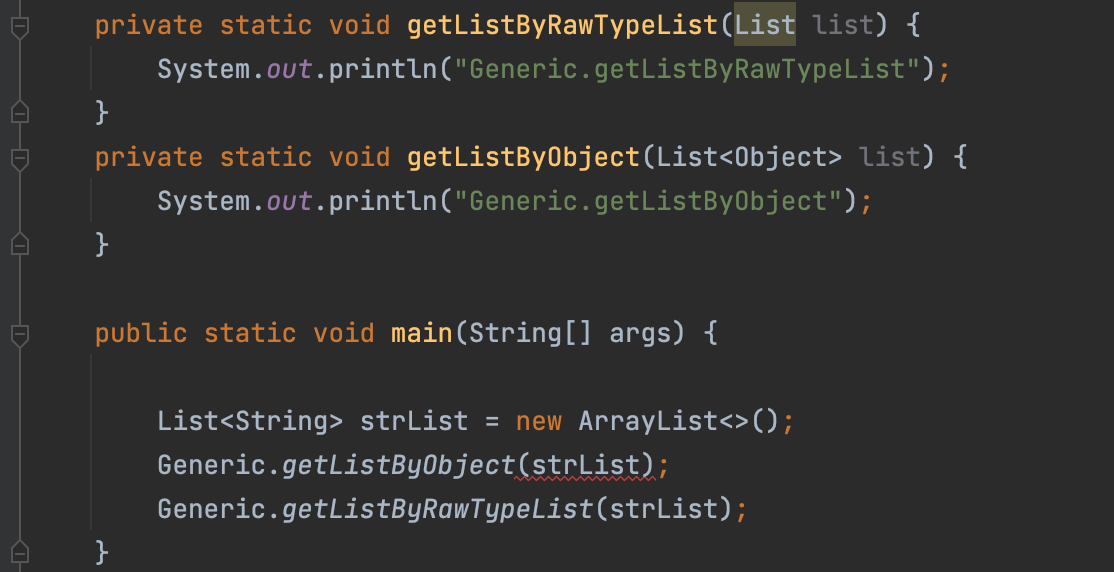 private static void getListByRawTypeList(List list) {
System.out.println("Generic.getListByRawTypeList");
}
private static void getListByObject(List<Object> list) {
System.out.println("Generic.getListByObject");
}
public static void main(String[] args) {
List<String> strList = new ArrayList<>();
Generic.getListByObject(strList);
Generic.getListByRawTypeList(strList);
}